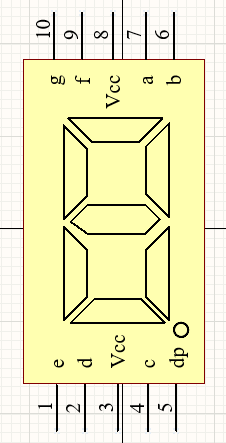 10 9 8 7 6
g f Vcc a b
e d Vcc c dp
1 2 3 4 5